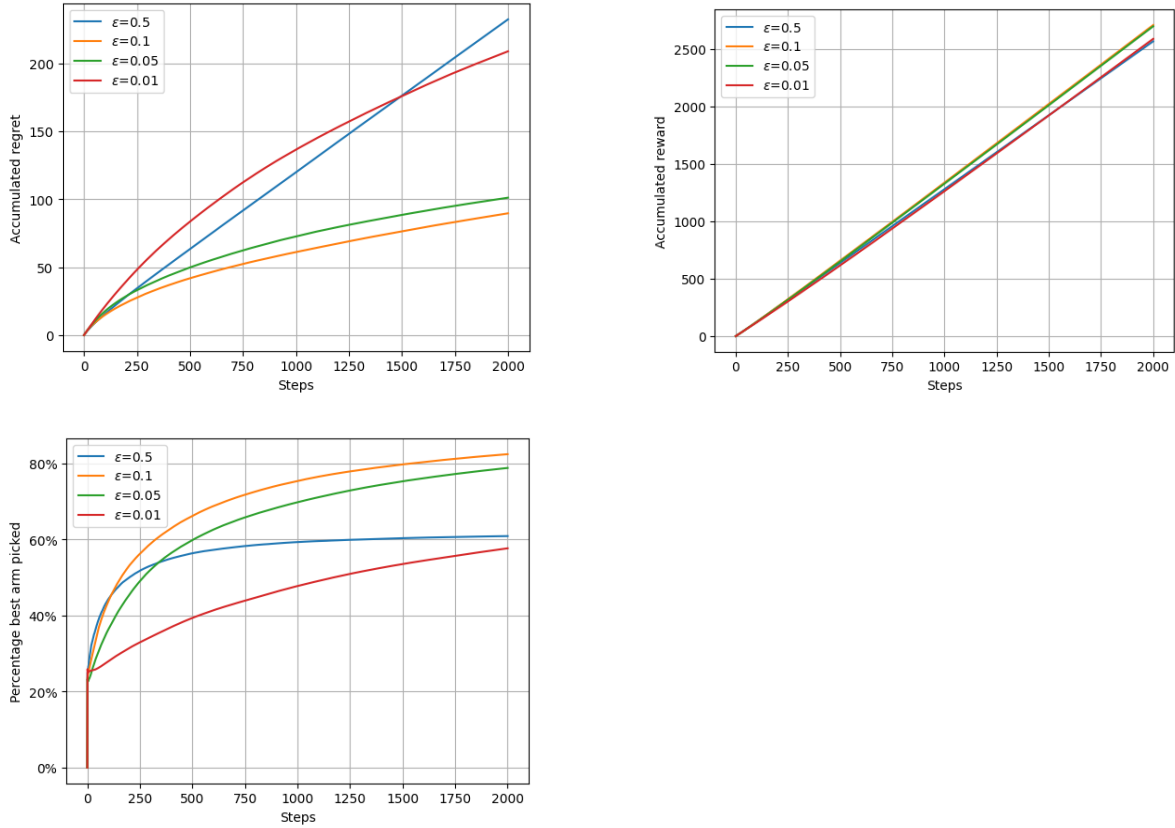 Accumulated regret
200
150
100
50
0
ε=0.5
ε=0.1
ε=0.05
ε=0.01
0 250 500 750 1000 1250 1500 1750 2000
Steps
Accumulated reward
2500
2000
1500
1000
500
0
ε=0.5
ε=0.1
ε=0.05
ε=0.01
0 250 500 750 1000 1250 1500 1750 2000
Steps
Percentage best arm picked
80%
60%
40%
20%
0%
ε=0.5
ε=0.1
ε=0.05
ε=0.01
0 250 500 750 1000 1250 1500 1750 2000
Steps